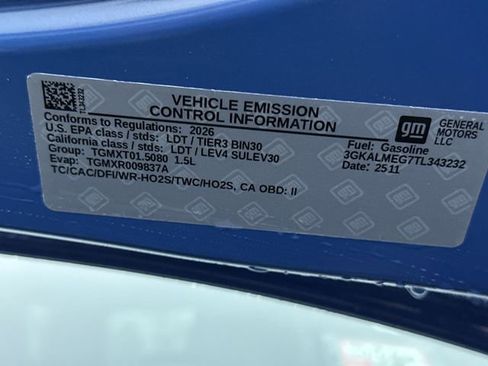 VEHICLE EMISSION
CONTROL INFORMATION
gm
GENERAL
MOTORS
LLC
Conforms to Regulations: 2026
U.S. EPA class / stds: LDT / TIER3 BIN30
California class / stds: LDT / LEV4 SULEV30
Group: TGMXT01.5080 1.5L
Evap: TGMXR009837A
TC/CAC/DFI/WR-HO2S/TWC/HO2S, CA OBD: II
Fuel: Gasoline
3GKALMEG7TL343232
Date: 2511
TL343232